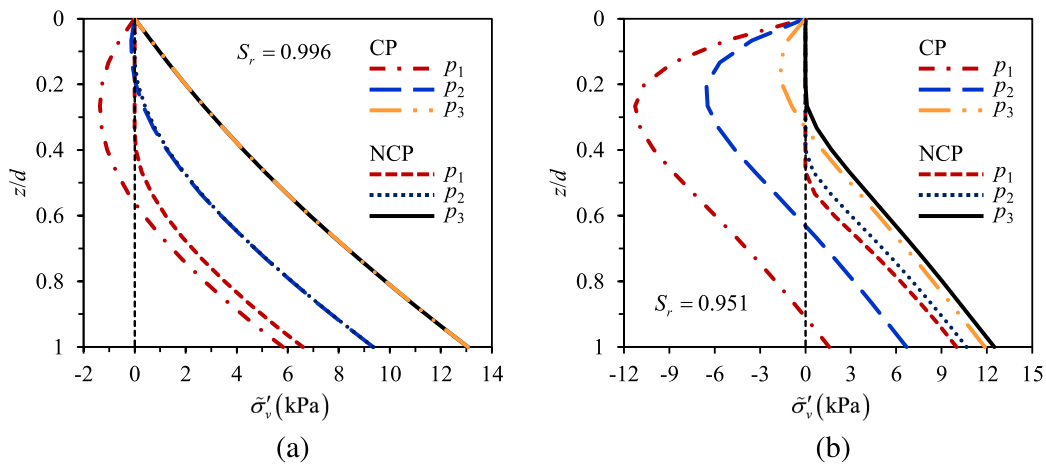 0
0.2
0.4
0.6
0.8
1
z/d
-2 0 2 4 6 8 10 12 14
σ̃′ᵥ (kPa)
Sᵣ = 0.996
CP
p₁
p₂
p₃
NCP
p₁
p₂
p₃
(a)
0
0.2
0.4
0.6
0.8
1
z/d
-12 -9 -6 -3 0 3 6 9 12 15
σ̃′ᵥ (kPa)
Sᵣ = 0.951
CP
p₁
p₂
p₃
NCP
p₁
p₂
p₃
(b)